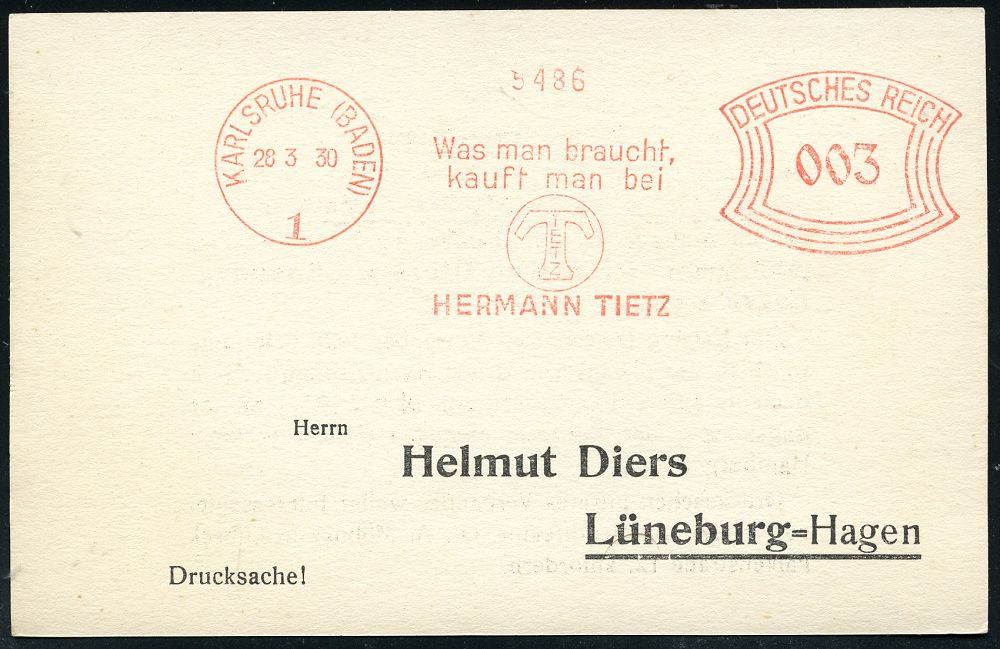 5486
KARLSRUHE (BADEN)
28 3 30
1
Was man braucht,
kauft man bei
TIETZ
HERMANN TIETZ
DEUTSCHES REICH
003
Herrn
Helmut Diers
Lüneburg=Hagen
Drucksache!